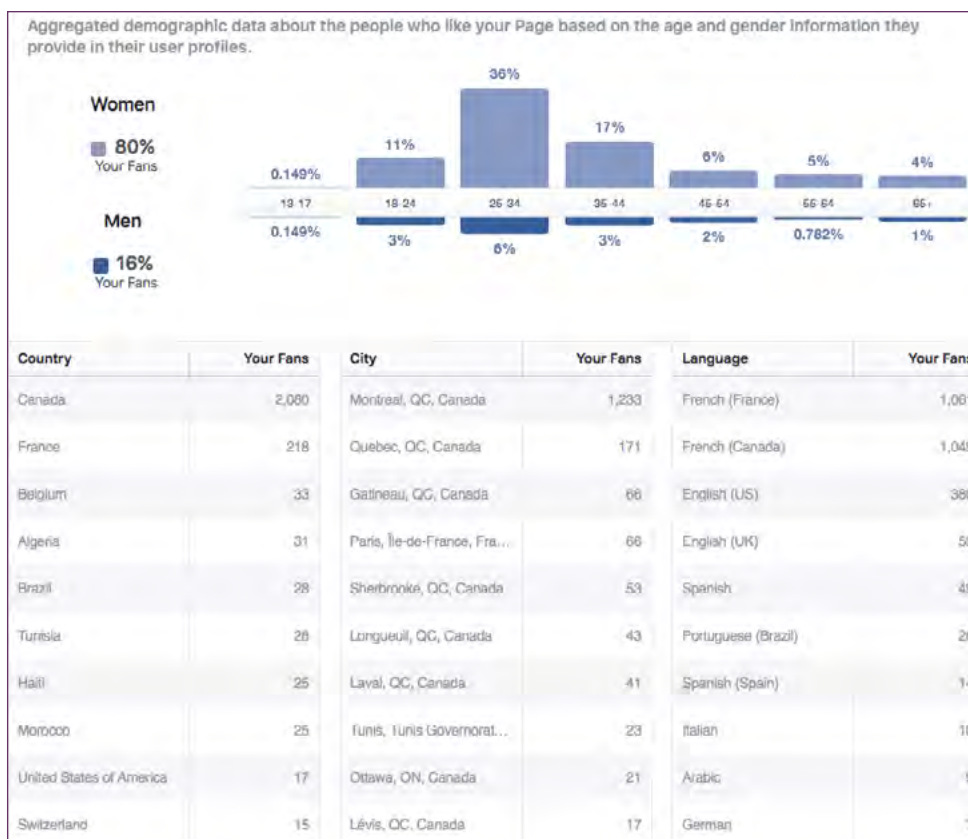 Aggregated demographic data about the people who like your Page based on the age and gender information they
provide in their user profiles.
Women
80%
Your Fans
0.149% 11% 36% 17% 6% 5% 4%
13-17 18-24 25-34 35-44 45-54 55-64 65+
Men
16%
Your Fans
0.149% 3% 6% 3% 2% 0.782% 1%
Country Your Fans City Your Fans Language Your Fans
Canada Montreal, QC, Canada 1,233 French (France)
France 218 Quebec, QC, Canada 171 French (Canada)
Belgium 33 Gatineau, QC, Canada 66 English (US)
Algeria 31 Paris, Île-de-France, Fra... 66 English (UK)
Brazil 28 Sherbrooke, QC, Canada 53 Spanish
Tunisia Longueuil, QC, Canada 43 Portuguese (Brazil)
Haiti Laval, QC, Canada 41 Spanish (Spain)
Morocco 25 Tunis, Tunis Governorat... 23 Italian
United States of America 17 Ottawa, ON, Canada 21 Arabic
Switzerland 15 Lévis, QC, Canada 17 German